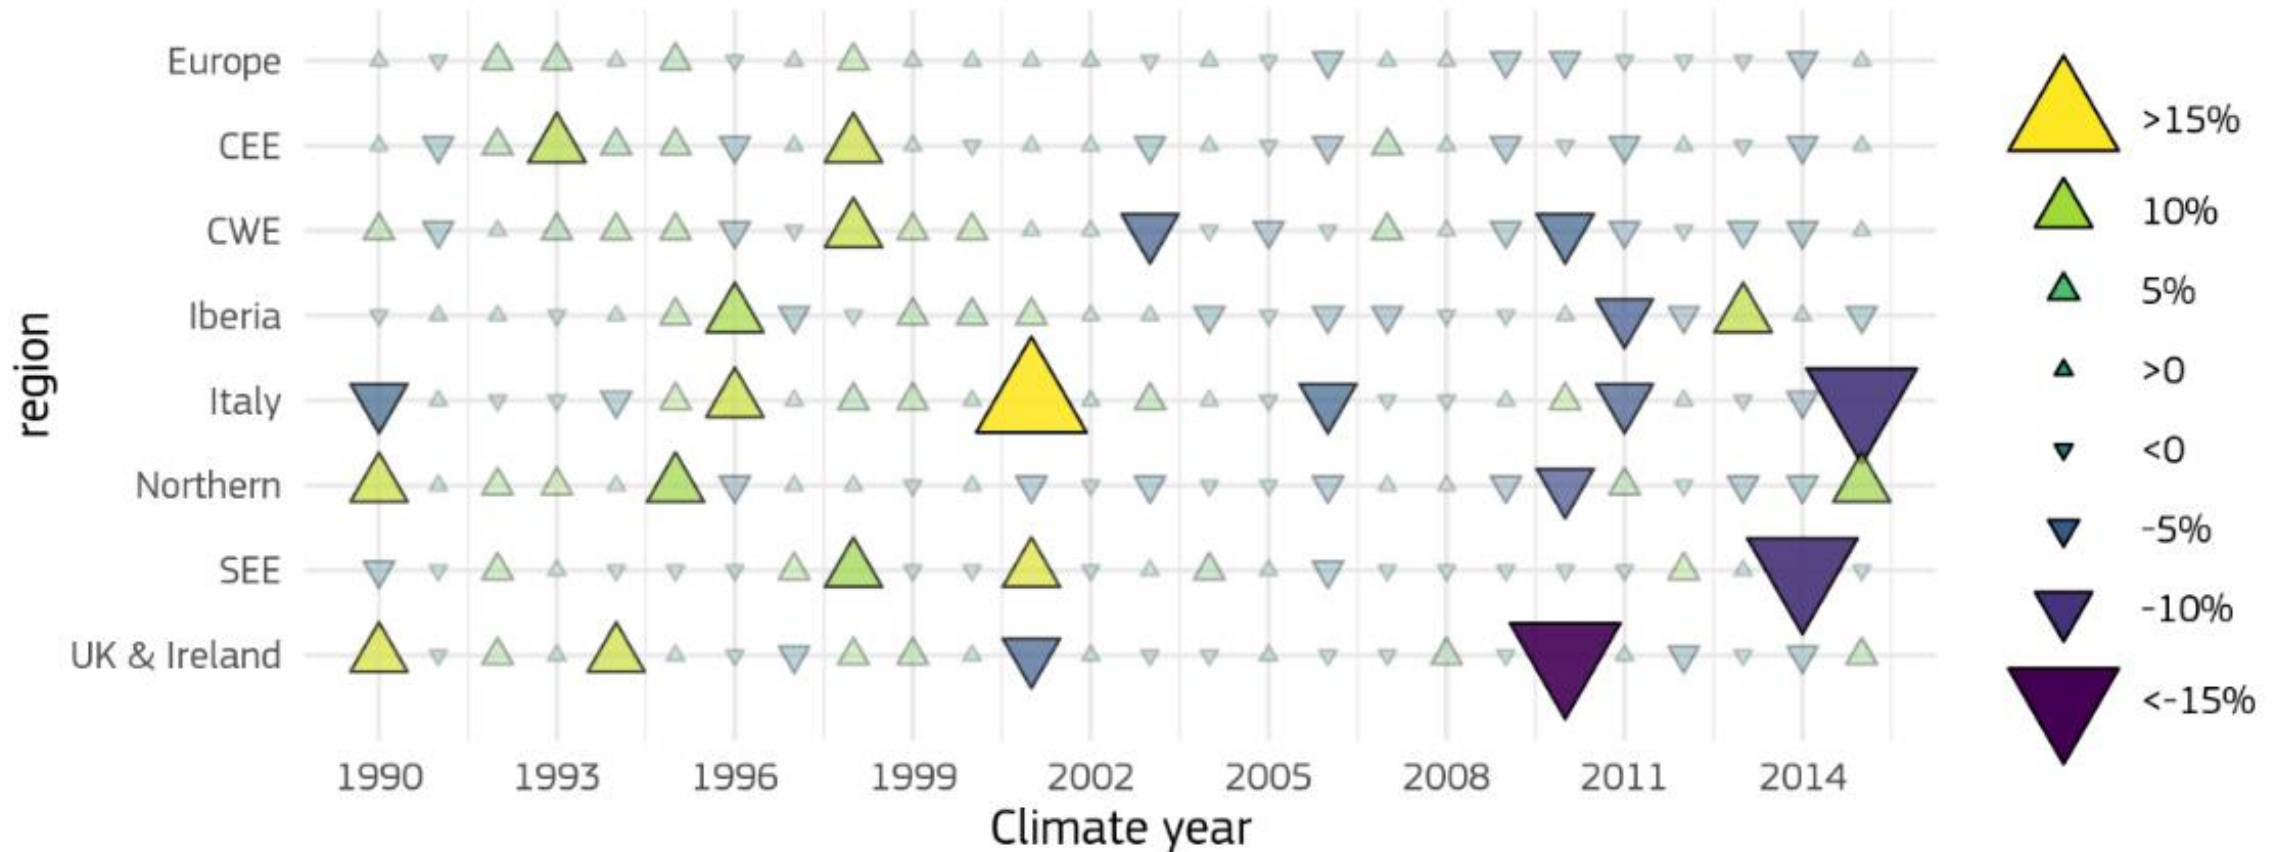 Europe
CEE
CWE
Iberia
Italy
Northern
SEE
UK & Ireland
region
1990 1993 1996 1999 2002 2005 2008 2011 2014
Climate year
>15%
10%
5%
>0
<0
-5%
-10%
<-15%